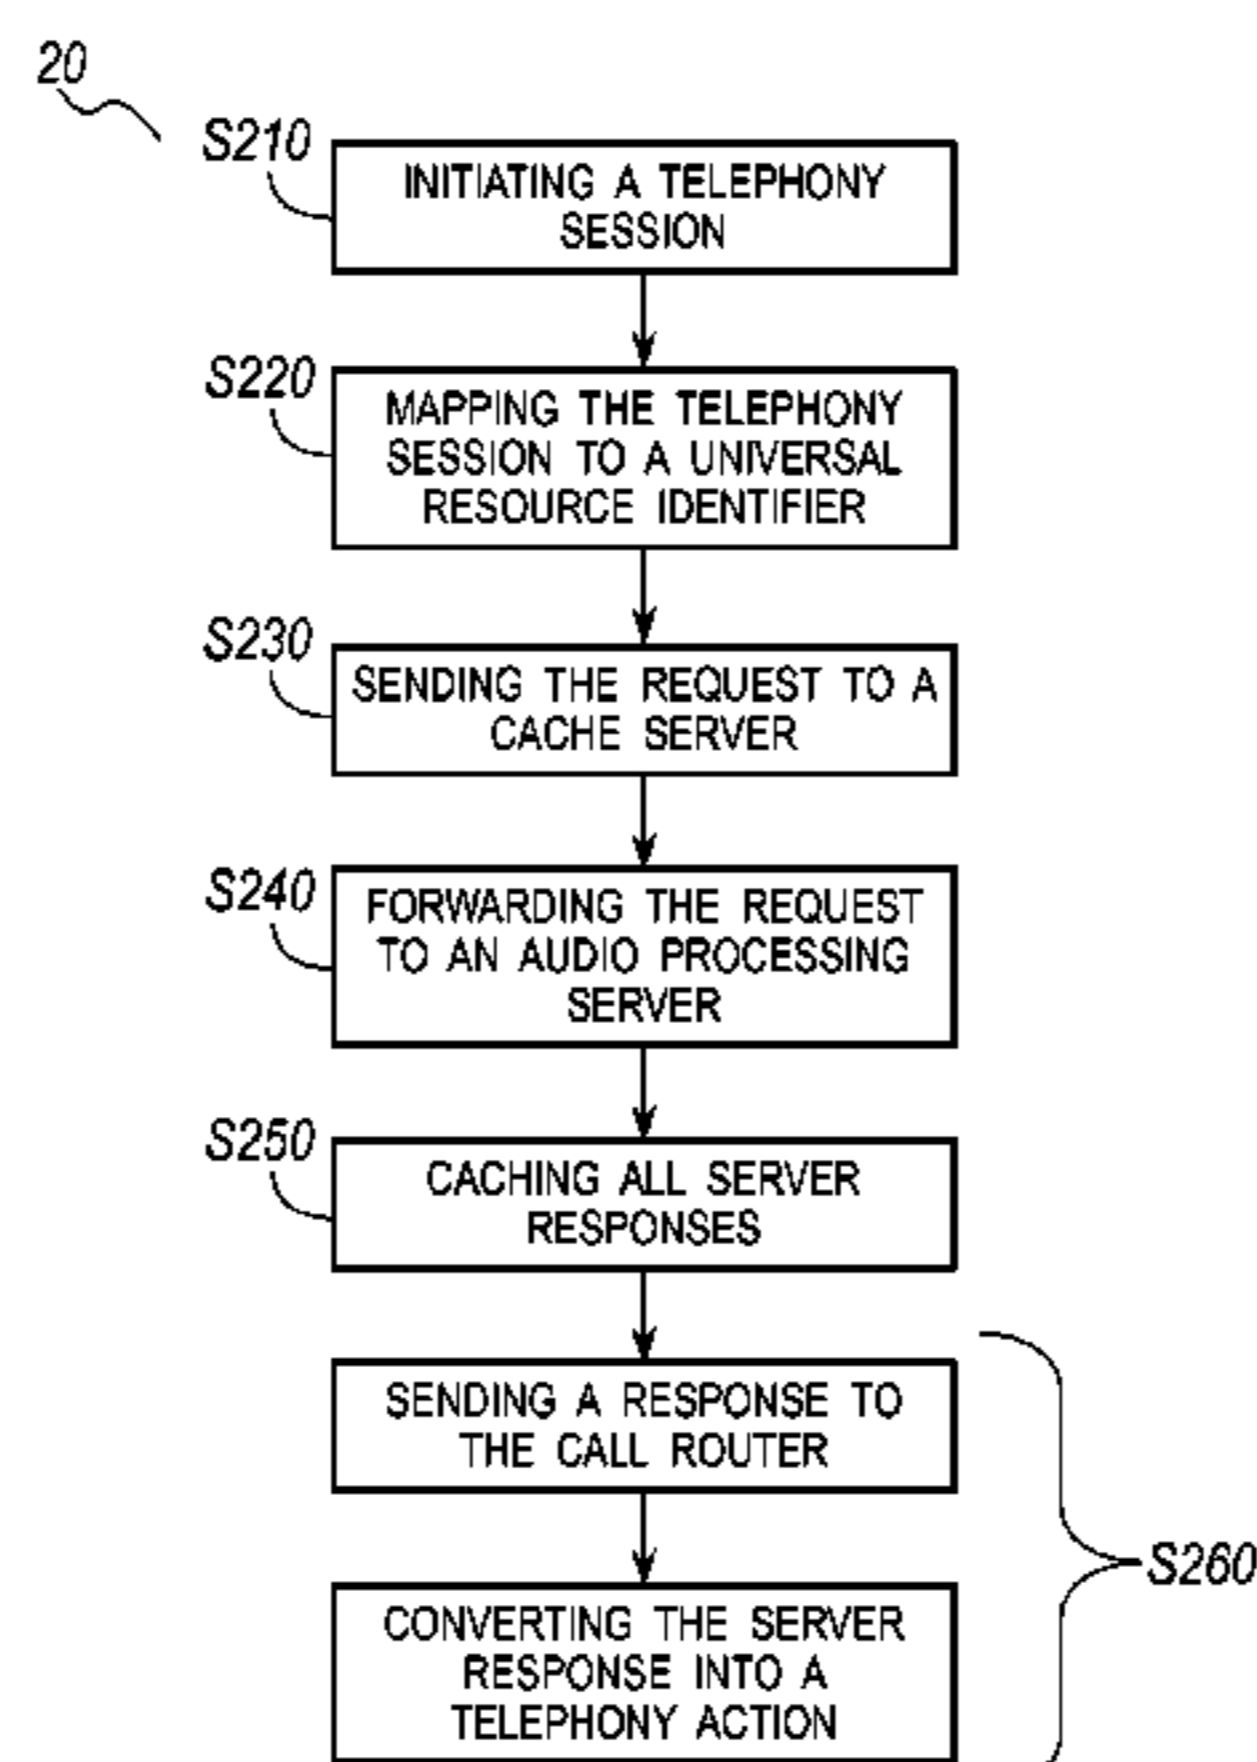 20
S210
INITIATING A TELEPHONY
SESSION
S220
MAPPING THE TELEPHONY
SESSION TO A UNIVERSAL
RESOURCE IDENTIFIER
S230
SENDING THE REQUEST TO A
CACHE SERVER
S240
FORWARDING THE REQUEST
TO AN AUDIO PROCESSING
SERVER
S250
CACHING ALL SERVER
RESPONSES
SENDING A RESPONSE TO
THE CALL ROUTER
S260
CONVERTING THE SERVER
RESPONSE INTO A
TELEPHONY ACTION